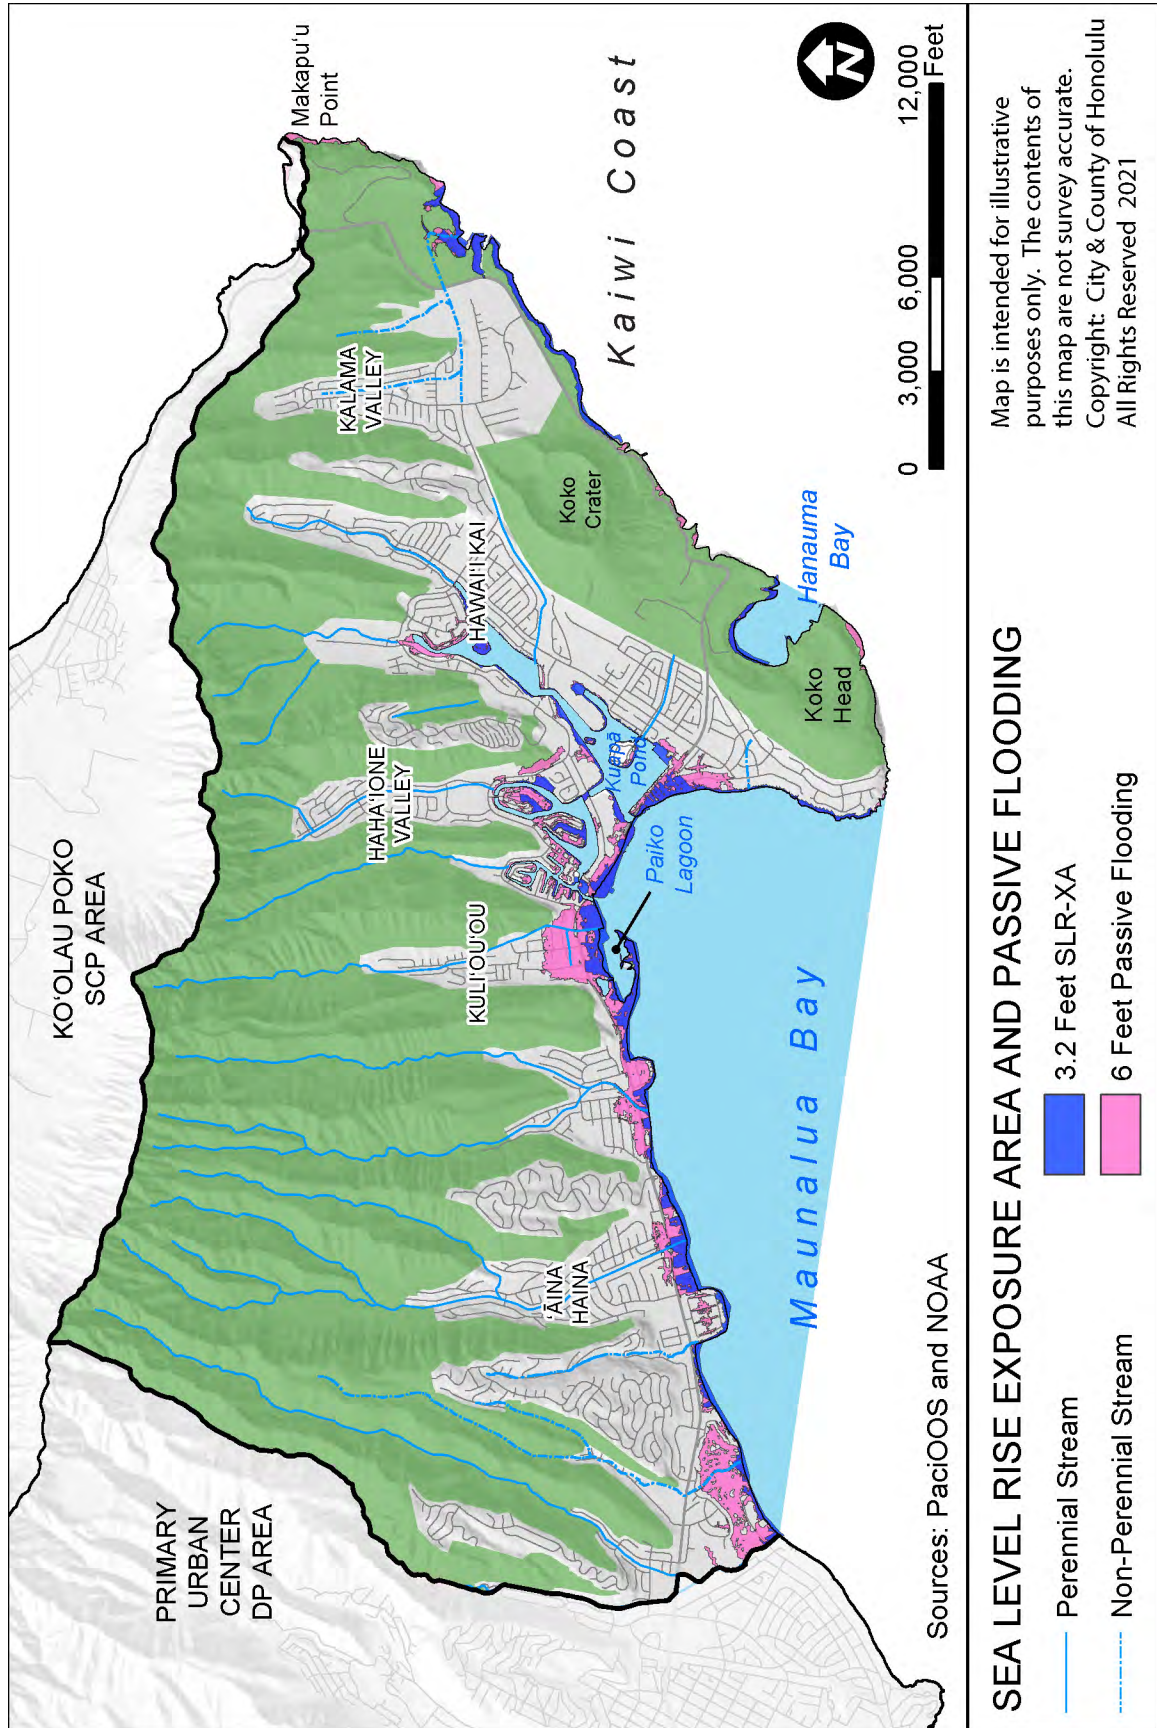 KO‘OLAU POKO
SCP AREA
PRIMARY
URBAN
CENTER
DP AREA
Makapu‘u
Point
KALAMA
VALLEY
HAWAI‘I KAI
HAHA‘IONE
VALLEY
KULI‘OU‘OU
‘ĀINA
HAINA
Koko
Crater
Koko
Head
Kuapā
Pond
Paiko
Lagoon
Hanauma
Bay
Maunalua Bay
Kaiwi Coast
N
0 3,000 6,000 12,000
Feet
Sources: PacIOOS and NOAA
SEA LEVEL RISE EXPOSURE AREA AND PASSIVE FLOODING
Perennial Stream
Non-Perennial Stream
3.2 Feet SLR-XA
6 Feet Passive Flooding
Map is intended for illustrative
purposes only. The contents of
this map are not survey accurate.
Copyright: City & County of Honolulu
All Rights Reserved 2021